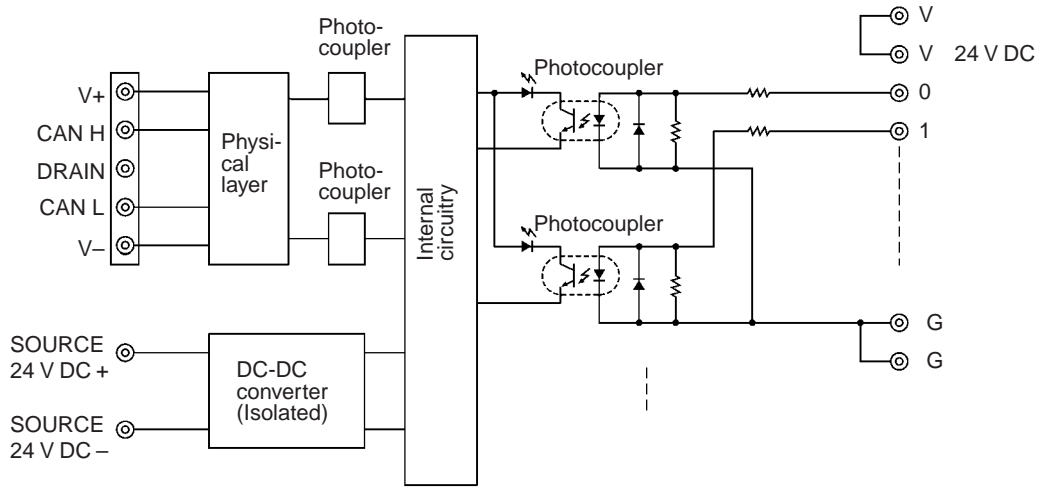 Photo-
coupler
V+
CAN H
DRAIN
CAN L
V–
Physi-
cal
layer
Photo-
coupler
Internal
circuitry
SOURCE
24 V DC +
SOURCE
24 V DC –
DC-DC
converter
(Isolated)
Photocoupler
Photocoupler
V
V 24 V DC
0
1
G
G